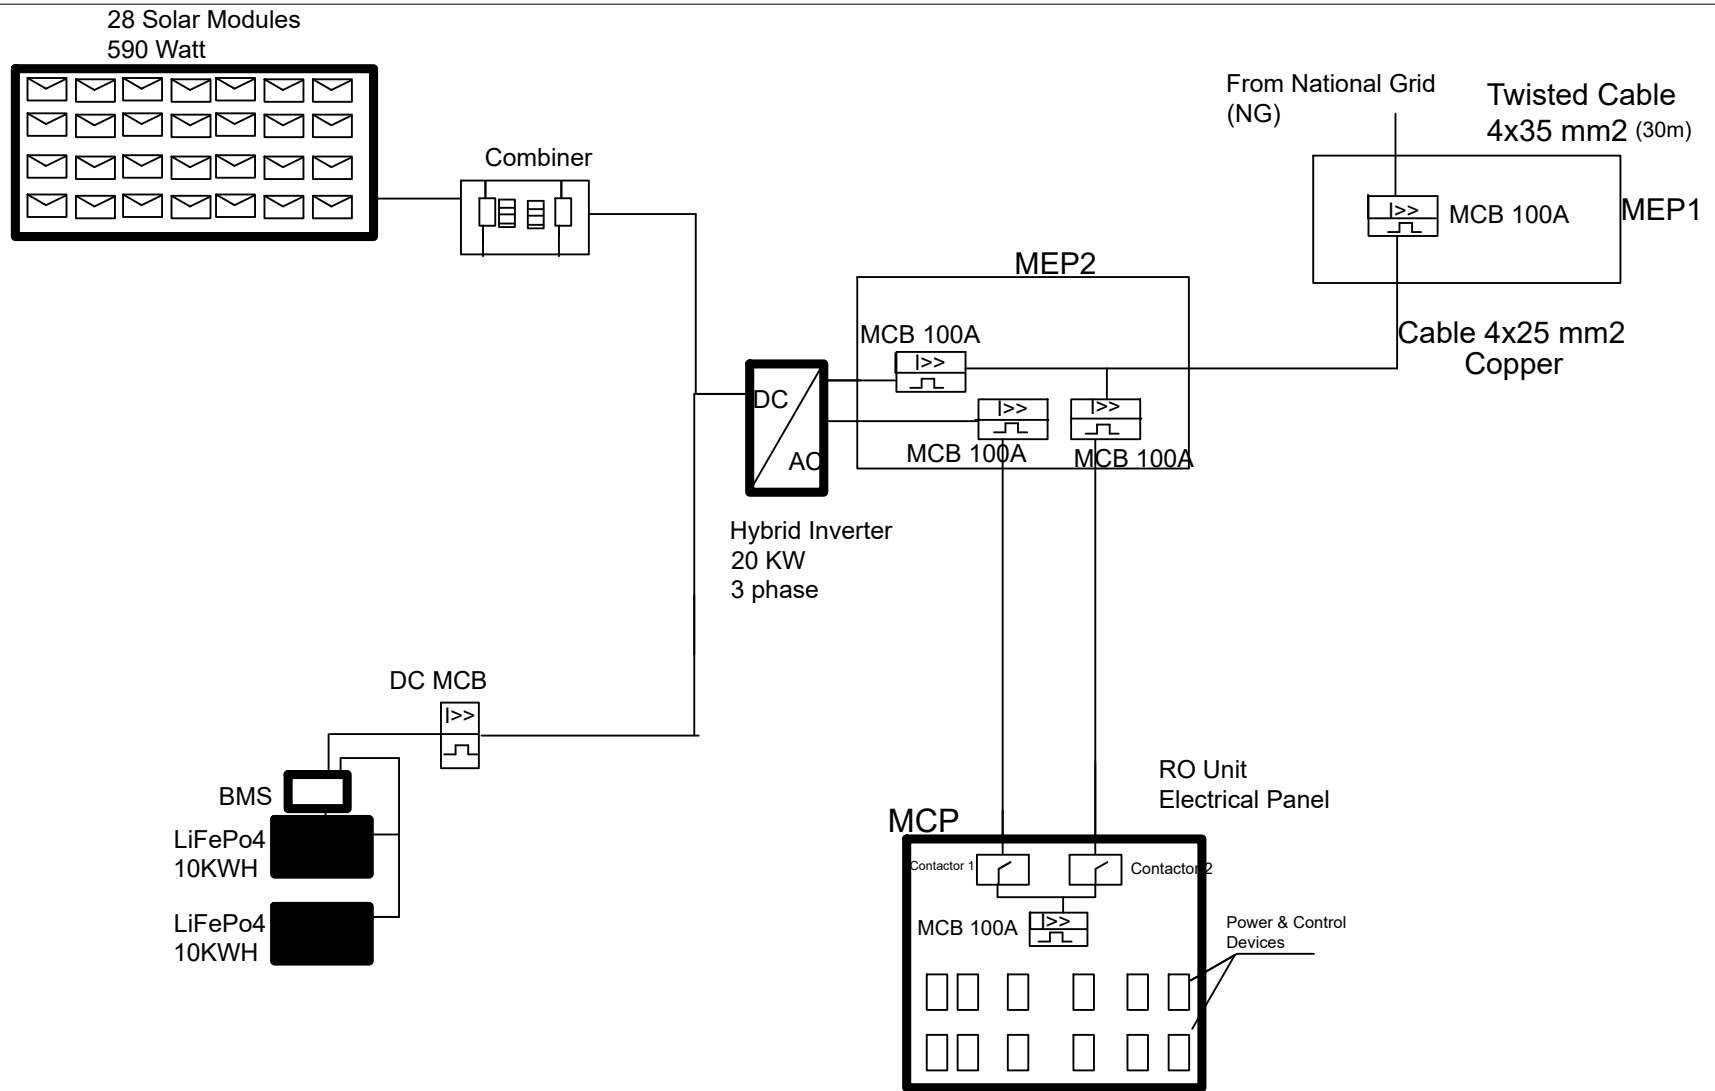 28 Solar Modules
590 Watt
Combiner
From National Grid
(NG)
Twisted Cable
4x35 mm2 (30m)
I>>
MCB 100A
MEP1
Cable 4x25 mm2
Copper
MEP2
MCB 100A
I>>
I>>
MCB 100A
I>>
MCB 100A
DC
AC
Hybrid Inverter
20 KW
3 phase
DC MCB
I>>
BMS
LiFePo4
10KWH
LiFePo4
10KWH
RO Unit
Electrical Panel
MCP
Contactor 1
Contactor 2
MCB 100A
I>>
Power & Control
Devices